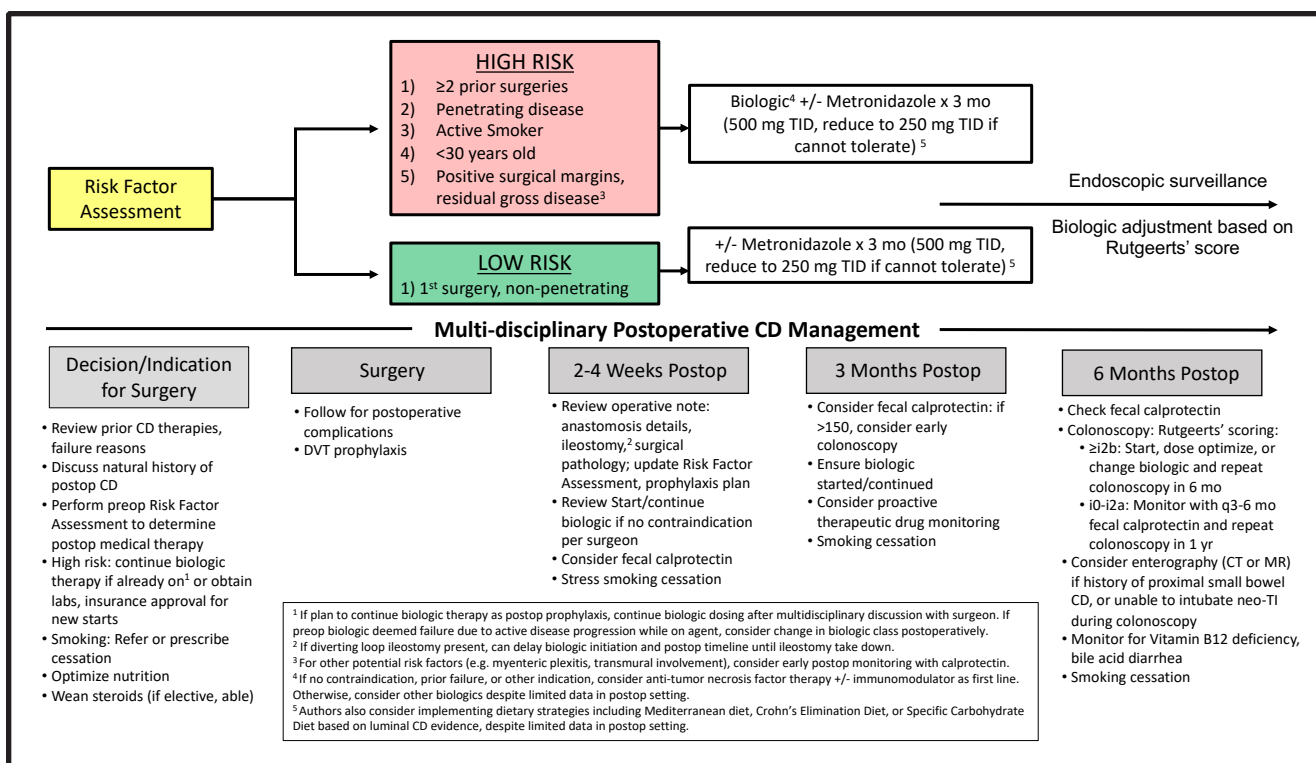 HIGH RISK
1) ≥2 prior surgeries
2) Penetrating disease
3) Active Smoker
4) <30 years old
5) Positive surgical margins,
residual gross disease³
Biologic⁴ +/- Metronidazole x 3 mo
(500 mg TID, reduce to 250 mg TID if
cannot tolerate) ⁵
Risk Factor
Assessment
Endoscopic surveillance
Biologic adjustment based on
Rutgeerts’ score
LOW RISK
1) 1ˢᵗ surgery, non-penetrating
+/- Metronidazole x 3 mo (500 mg TID,
reduce to 250 mg TID if cannot tolerate) ⁵
Multi-disciplinary Postoperative CD Management
Decision/Indication
for Surgery
• Review prior CD therapies,
failure reasons
• Discuss natural history of
postop CD
• Perform preop Risk Factor
Assessment to determine
postop medical therapy
• High risk: continue biologic
therapy if already on¹ or obtain
labs, insurance approval for
new starts
• Smoking: Refer or prescribe
cessation
• Optimize nutrition
• Wean steroids (if elective, able)
Surgery
• Follow for postoperative
complications
• DVT prophylaxis
2-4 Weeks Postop
• Review operative note:
anastomosis details,
ileostomy,² surgical
pathology; update Risk Factor
Assessment, prophylaxis plan
• Review Start/continue
biologic if no contraindication
per surgeon
• Consider fecal calprotectin
• Stress smoking cessation
3 Months Postop
• Consider fecal calprotectin: if
>150, consider early
colonoscopy
• Ensure biologic
started/continued
• Consider proactive
therapeutic drug monitoring
• Smoking cessation
6 Months Postop
• Check fecal calprotectin
• Colonoscopy: Rutgeerts’ scoring:
• ≥i2b: Start, dose optimize, or
change biologic and repeat
colonoscopy in 6 mo
• i0-i2a: Monitor with q3-6 mo
fecal calprotectin and repeat
colonoscopy in 1 yr
• Consider enterography (CT or MR)
if history of proximal small bowel
CD, or unable to intubate neo-TI
during colonoscopy
• Monitor for Vitamin B12 deficiency,
bile acid diarrhea
• Smoking cessation
¹ If plan to continue biologic therapy as postop prophylaxis, continue biologic dosing after multidisciplinary discussion with surgeon. If
preop biologic deemed failure due to active disease progression while on agent, consider change in biologic class postoperatively.
² If diverting loop ileostomy present, can delay biologic initiation and postop timeline until ileostomy take down.
³ For other potential risk factors (e.g. myenteric plexitis, transmural involvement), consider early postop monitoring with calprotectin.
⁴ If no contraindication, prior failure, or other indication, consider anti-tumor necrosis factor therapy +/- immunomodulator as first line.
Otherwise, consider other biologics despite limited data in postop setting.
⁵ Authors also consider implementing dietary strategies including Mediterranean diet, Crohn’s Elimination Diet, or Specific Carbohydrate
Diet based on luminal CD evidence, despite limited data in postop setting.